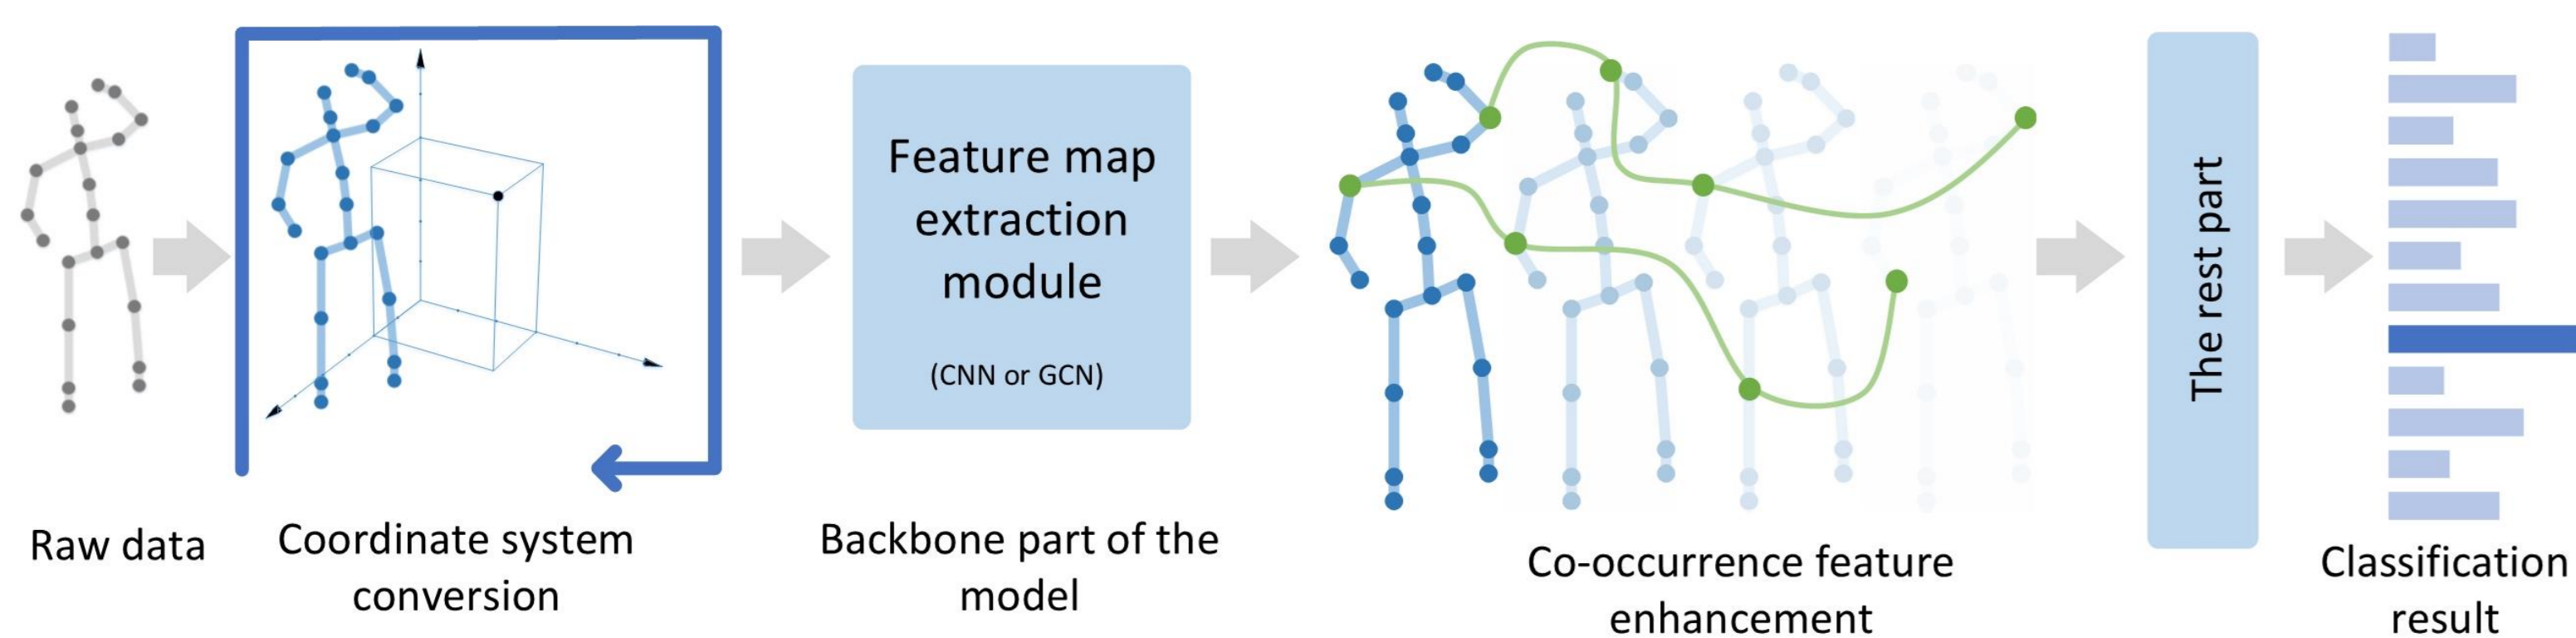 Feature map
extraction
module
(CNN or GCN)
The rest part
Raw data
Coordinate system
conversion
Backbone part of the
model
Co-occurrence feature
enhancement
Classification
result